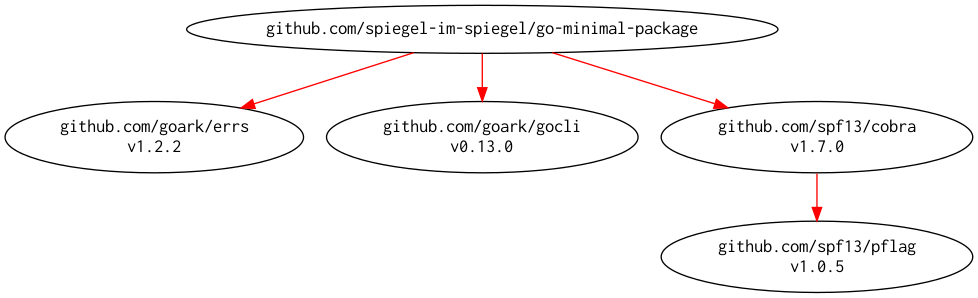 github.com/spiegel-im-spiegel/go-minimal-package
github.com/goark/errs
v1.2.2
github.com/goark/gocli
v0.13.0
github.com/spf13/cobra
v1.7.0
github.com/spf13/pflag
v1.0.5